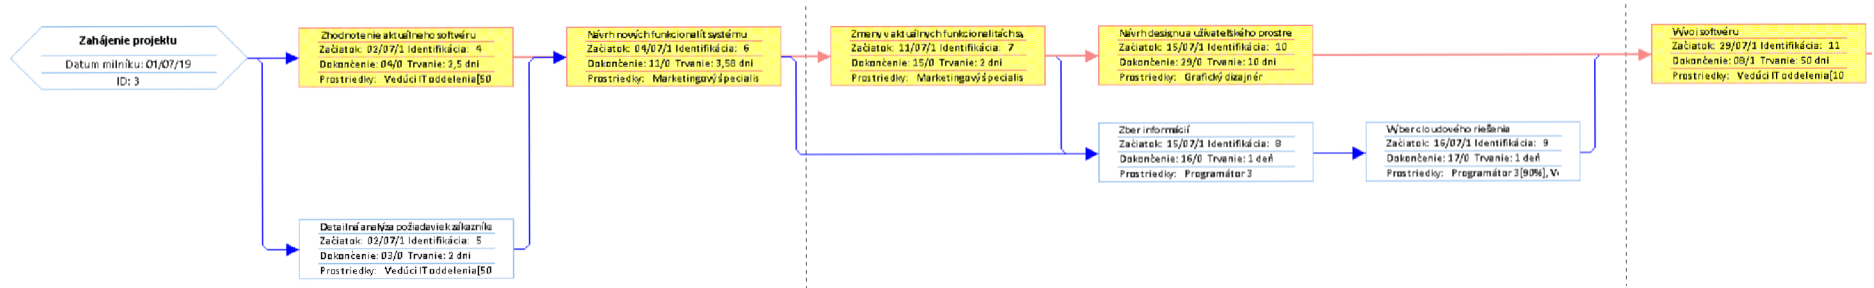 Zahájenie projektu
Datum milníku: 01/07/19
ID: 3
Zhodnotenie aktuálneho softvéru
Začiatok: 02/07/1 Identifikácia: 4
Dokončenie: 04/0 Trvanie: 2,5 dni
Prostriedky: Vedúci IT oddelenia[50
Detailná analýza požiadaviek zákazníka
Začiatok: 02/07/1 Identifikácia: 5
Dokončenie: 03/0 Trvanie: 2 dni
Prostriedky: Vedúci IT oddelenia[50
Návrh nových funkcionalít systému
Začiatok: 04/07/1 Identifikácia: 6
Dokončenie: 11/0 Trvanie: 3,58 dni
Prostriedky: Marketingový špecialis
Zmeny v aktuálnych funkcionalitách sy
Začiatok: 11/07/1 Identifikácia: 7
Dokončenie: 15/0 Trvanie: 2 dni
Prostriedky: Marketingový špecialis
Návrh designu a užívateľského prostre
Začiatok: 15/07/1 Identifikácia: 10
Dokončenie: 29/0 Trvanie: 10 dni
Prostriedky: Grafický dizajnér
Zber informácií
Začiatok: 15/07/1 Identifikácia: 8
Dokončenie: 16/0 Trvanie: 1 deň
Prostriedky: Programátor 3
Výber cloudového riešenia
Začiatok: 16/07/1 Identifikácia: 9
Dokončenie: 17/0 Trvanie: 1 deň
Prostriedky: Programátor 3[90%], Ve
Vývoj softvéru
Začiatok: 29/07/1 Identifikácia: 11
Dokončenie: 08/1 Trvanie: 50 dni
Prostriedky: Vedúci IT oddelenia[10